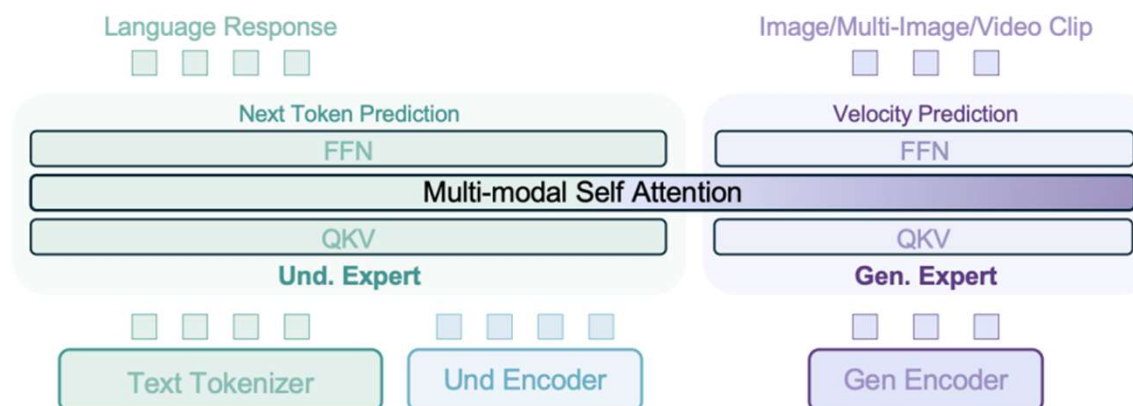 Language Response
Image/Multi-Image/Video Clip
Next Token Prediction
Velocity Prediction
FFN
FFN
Multi-modal Self Attention
QKV
QKV
Und. Expert
Gen. Expert
Text Tokenizer
Und Encoder
Gen Encoder